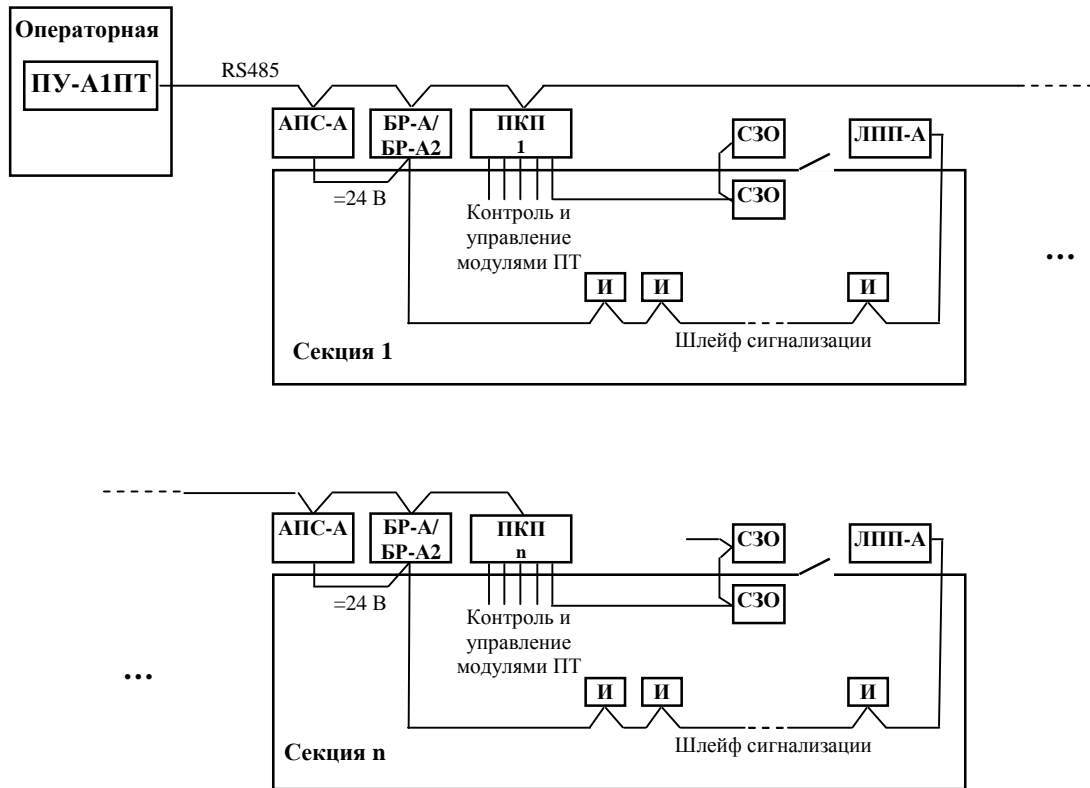 Операторная
ПУ-А1ПТ
RS485
АПС-А
БР-А/
БР-А2
ПКП
1
СЗО
ЛПП-А
=24 В
СЗО
Контроль и
управление
модулями ПТ
...
И
И
И
Шлейф сигнализации
Секция 1
АПС-А
БР-А/
БР-А2
ПКП
n
СЗО
ЛПП-А
=24 В
СЗО
Контроль и
управление
модулями ПТ
...
И
И
И
Шлейф сигнализации
Секция n